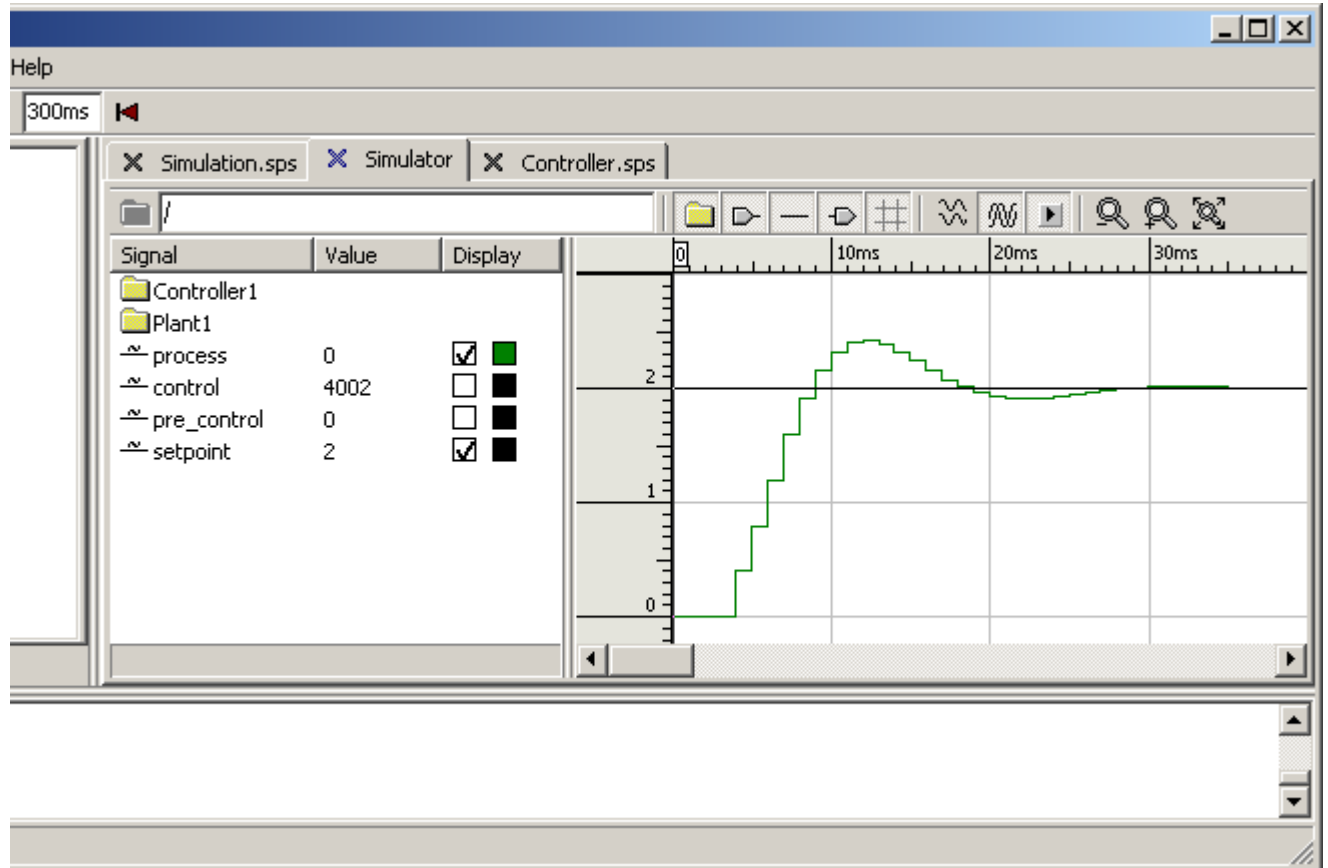 Help
300ms
Simulation.sps Simulator Controller.sps
/
Signal Value Display
0 10ms 20ms 30ms
Controller1
Plant1
process 0
control 4002
pre_control 0
setpoint 2
2
1
0